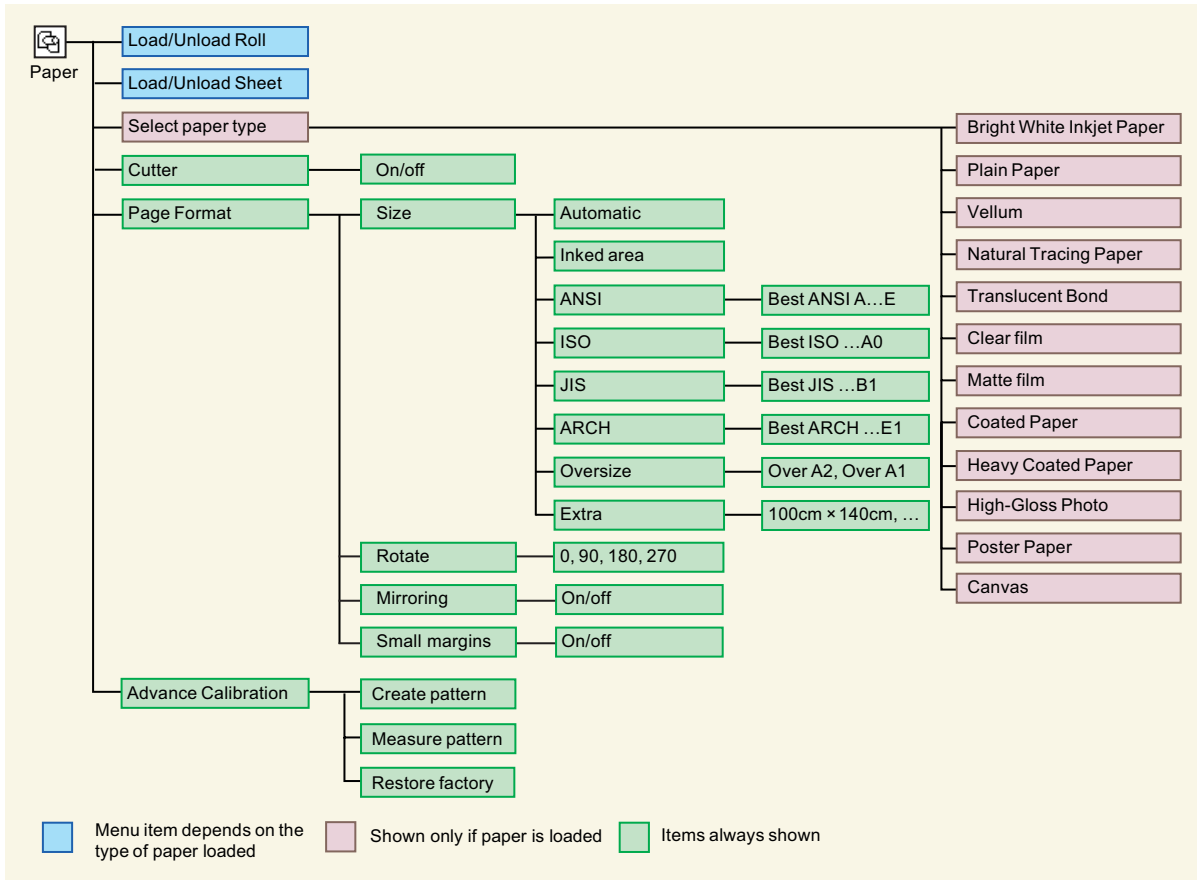 Paper
Load/Unload Roll
Load/Unload Sheet
Select paper type
Bright White Inkjet Paper
Cutter
On/off
Plain Paper
Page Format
Size
Automatic
Vellum
Inked area
Natural Tracing Paper
ANSI
Best ANSI A…E
Translucent Bond
ISO
Best ISO …A0
Clear film
JIS
Best JIS …B1
Matte film
ARCH
Best ARCH …E1
Coated Paper
Oversize
Over A2, Over A1
Heavy Coated Paper
Extra
100cm × 140cm, …
High-Gloss Photo
Rotate
0, 90, 180, 270
Poster Paper
Mirroring
On/off
Canvas
Small margins
On/off
Advance Calibration
Create pattern
Measure pattern
Restore factory
Menu item depends on the
type of paper loaded
Shown only if paper is loaded
Items always shown